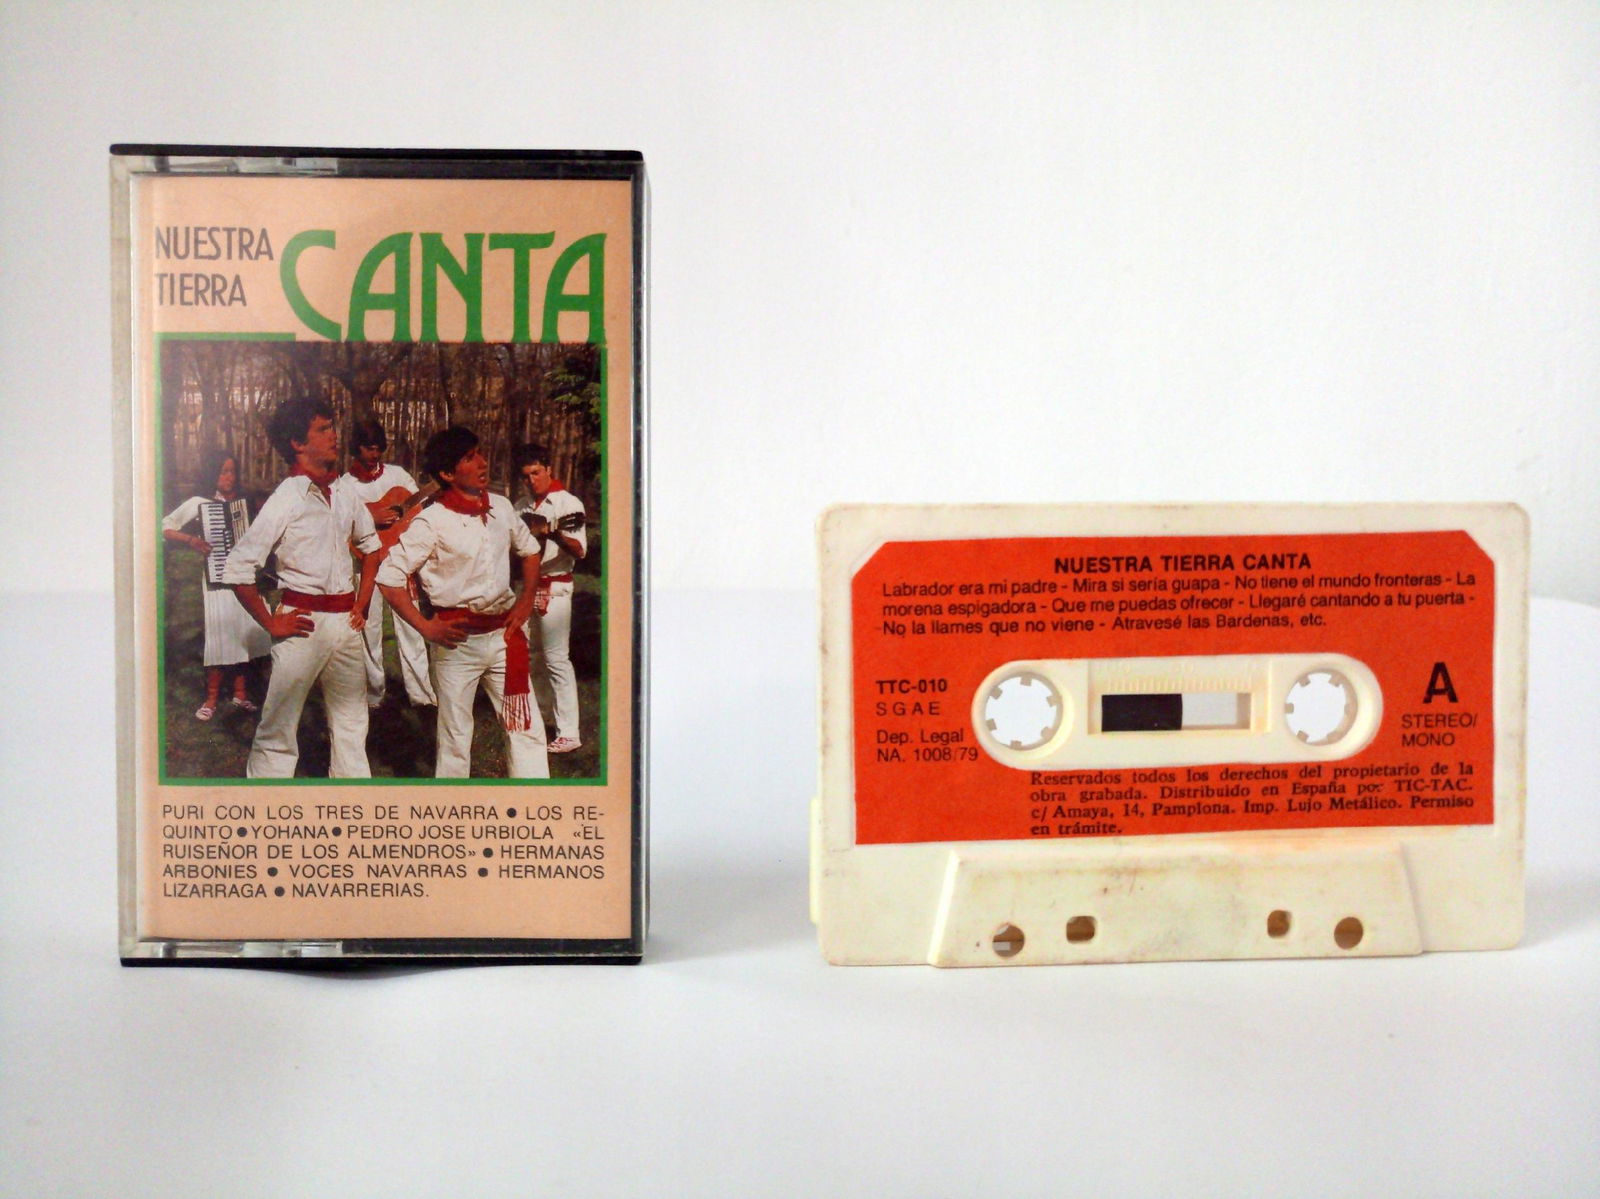 NUESTRA
TIERRA
CANTA
PURI CON LOS TRES DE NAVARRA ● LOS RE-
QUINTO ● YOHANA ● PEDRO JOSE URBIOLA «EL
RUISEÑOR DE LOS ALMENDROS» ● HERMANAS
ARBONIES ● VOCES NAVARRAS ● HERMANOS
LIZARRAGA ● NAVARRERIAS.
NUESTRA TIERRA CANTA
Labrador era mi padre - Mira si sería guapa - No tiene el mundo fronteras - La
morena espigadora - Que me puedas ofrecer - Llegaré cantando a tu puerta -
No la llames que no viene - Atravesé las Bardenas, etc.
TTC-010
S G A E
Dep. Legal
NA. 1008/79
A
STEREO/
MONO
Reservados todos los derechos del propietario de la
obra grabada. Distribuido en España por: TIC-TAC.
c/ Amaya, 14, Pamplona. Imp. Lujo Metálico. Permiso
en trámite.